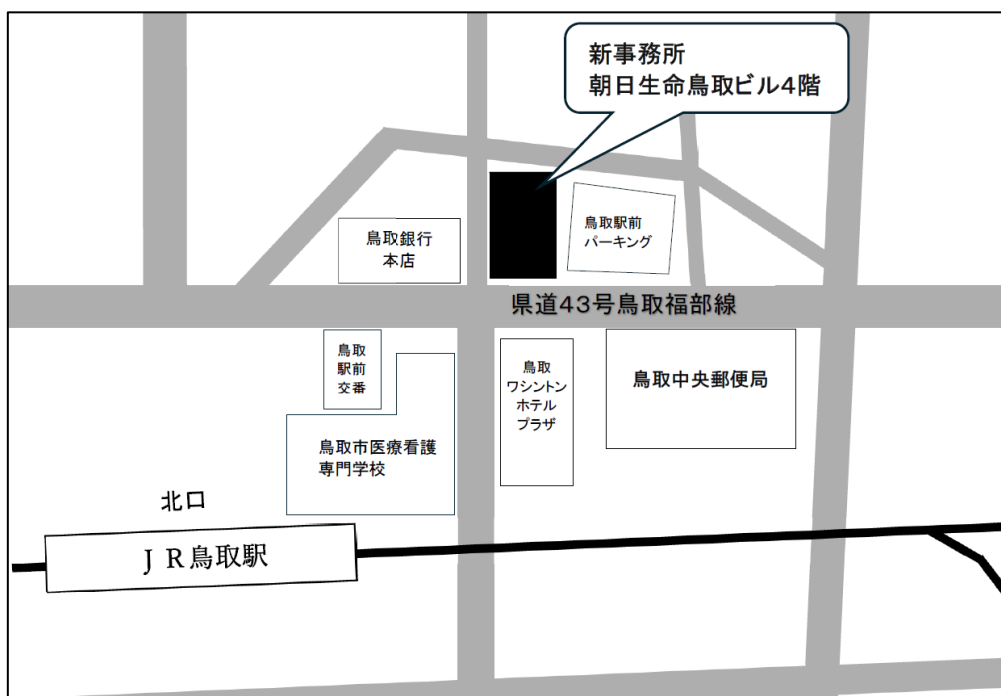 新事務所
朝日生命鳥取ビル4階
鳥取銀行
本店
鳥取駅前
パーキング
県道43号鳥取福部線
鳥取
駅前
交番
鳥取
ワシントン
ホテル
プラザ
鳥取中央郵便局
鳥取市医療看護
専門学校
北口
ＪＲ鳥取駅